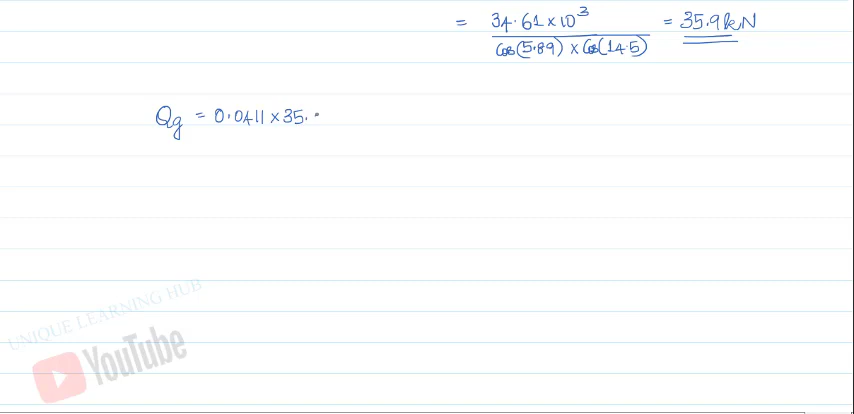 = 34.61 × 10³ / cos(5.89) × cos(14.5) = 35.9 kN
Qg = 0.0411 × 35.
UNIQUE LEARNING HUB
YouTube